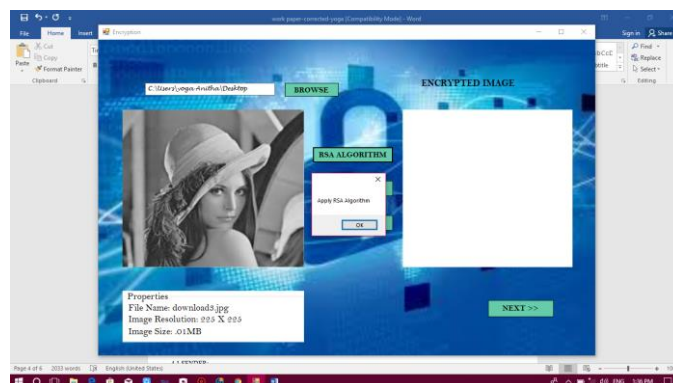 work paper-corrected-yoga [Compatibility Mode] - Word
File Home Insert
Sign in Share
Encryption
Cut
Copy
Paste
Format Painter
Clipboard
Find
Replace
Select
Editing
C:\Users\yoga-Anitha\Desktop
BROWSE
ENCRYPTED IMAGE
RSA ALGORITHM
Apply RSA Algorithm
OK
Properties
File Name: download3.jpg
Image Resolution: 225 X 225
Image Size: .01MB
NEXT >>
Page 4 of 6 2033 words English (United States)